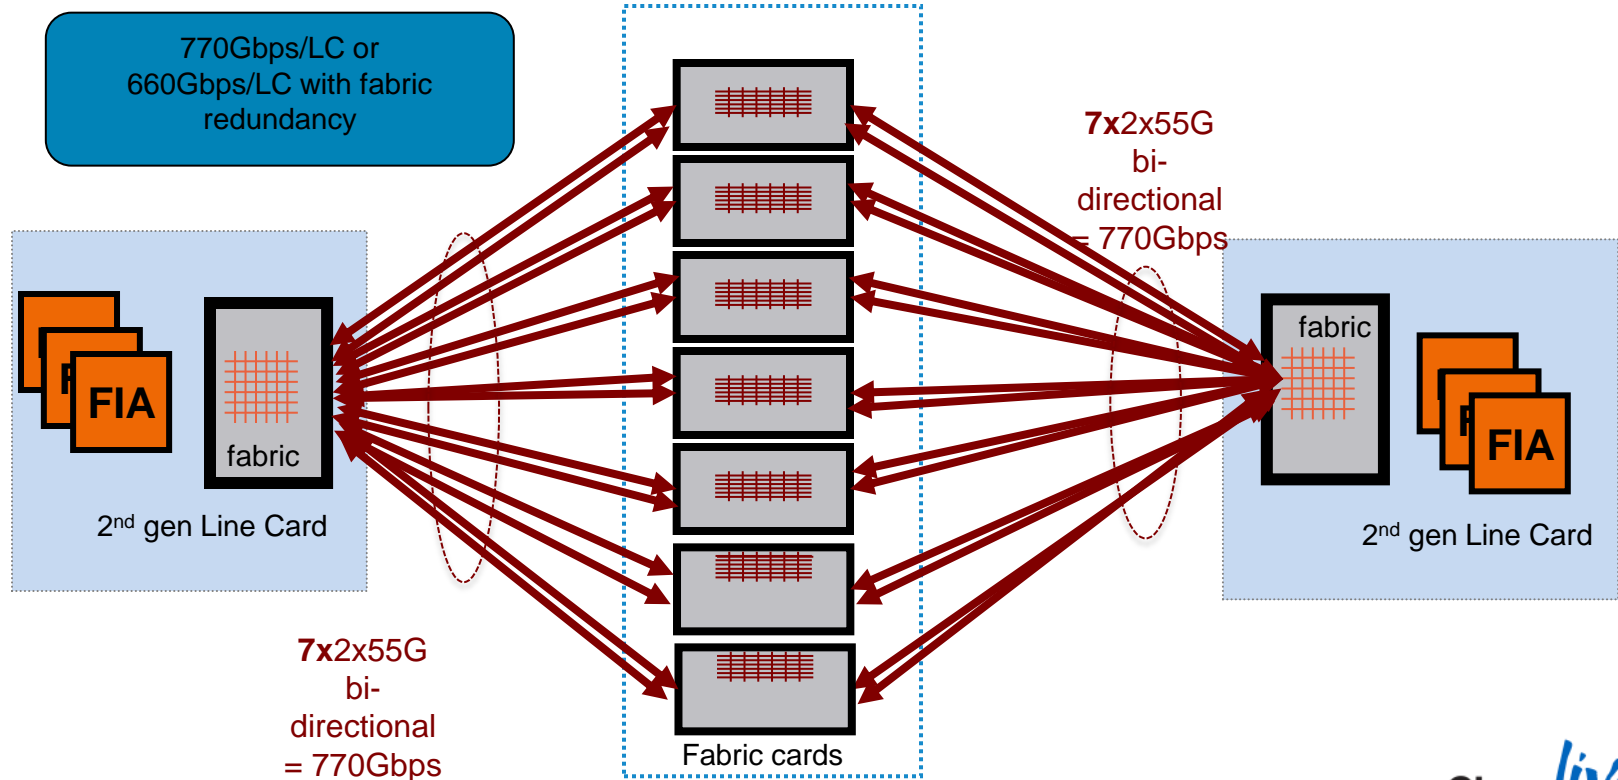 770Gbps/LC or
660Gbps/LC with fabric
redundancy
7x2x55G
bi-
directional
= 770Gbps
F
FIA
fabric
2nd gen Line Card
fabric
F
FIA
2nd gen Line Card
7x2x55G
bi-
directional
= 770Gbps
Fabric cards